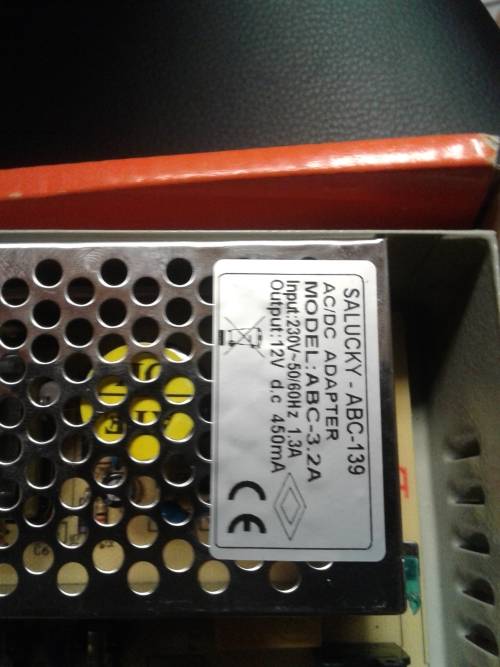 SALUCKY - ABC-139
AC/DC ADAPTER
MODEL:ABC-3.2A
Input:230V~50/60Hz 1.3A
Output:12V d.c 450mA
CE